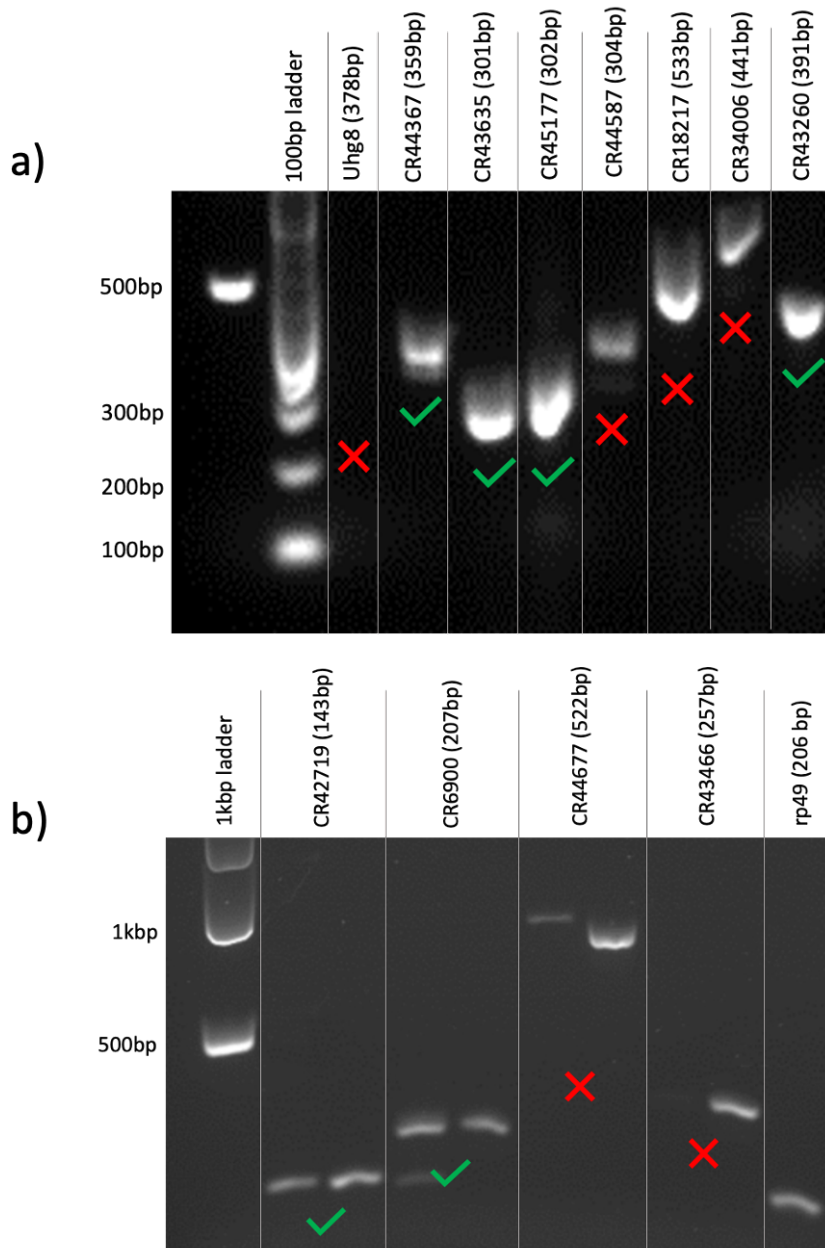 a)
100bp ladder
Uhg8 (378bp)
CR44367 (359bp)
CR43635 (301bp)
CR45177 (302bp)
CR44587 (304bp)
CR18217 (533bp)
CR34006 (441bp)
CR43260 (391bp)
500bp
300bp
200bp
100bp
b)
1kbp ladder
CR42719 (143bp)
CR6900 (207bp)
CR44677 (522bp)
CR43466 (257bp)
rp49 (206 bp)
1kbp
500bp